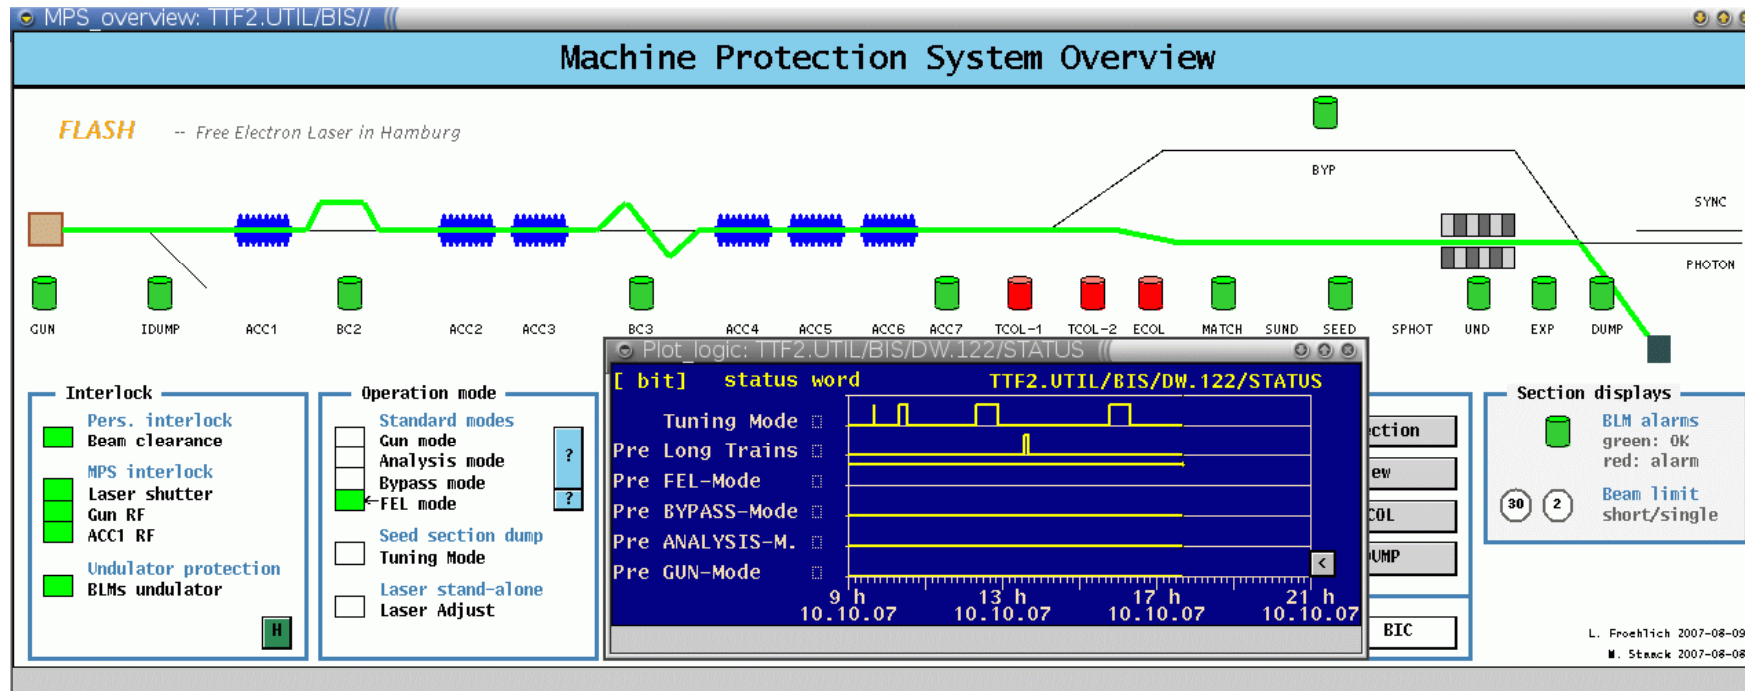 MPS_overview: TTF2.UTIL/BIS//
Machine Protection System Overview
FLASH -- Free Electron Laser in Hamburg
BYP
SYNC
PHOTON
GUN IDUMP ACC1 BC2 ACC2 ACC3 BC3 ACC4 ACC5 ACC6 ACC7 TCOL-1 TCOL-2 ECOL MATCH SUND SEED SPHOT UND EXP DUMP
Interlock
Pers. interlock
Beam clearance
MPS interlock
Laser shutter
Gun RF
ACC1 RF
Undulator protection
BLMs undulator
H
Operation mode
Standard modes
Gun mode
Analysis mode
Bypass mode
FEL mode
?
?
Seed section dump
Tuning Mode
Laser stand-alone
Laser Adjust
Plot_logic: TTF2.UTIL/BIS/DW.122/STATUS
[ bit] status word TTF2.UTIL/BIS/DW.122/STATUS
Tuning Mode
Pre Long Trains
Pre FEL-Mode
Pre BYPASS-Mode
Pre ANALYSIS-M.
Pre GUN-Mode
<
9 h 13 h 17 h 21 h
10.10.07 10.10.07 10.10.07 10.10.07
ction
ew
COL
DUMP
BIC
Section displays
BLM alarms
green: OK
red: alarm
30 2
Beam limit
short/single
L. Froehlich 2007-08-09
M. Staack 2007-08-08